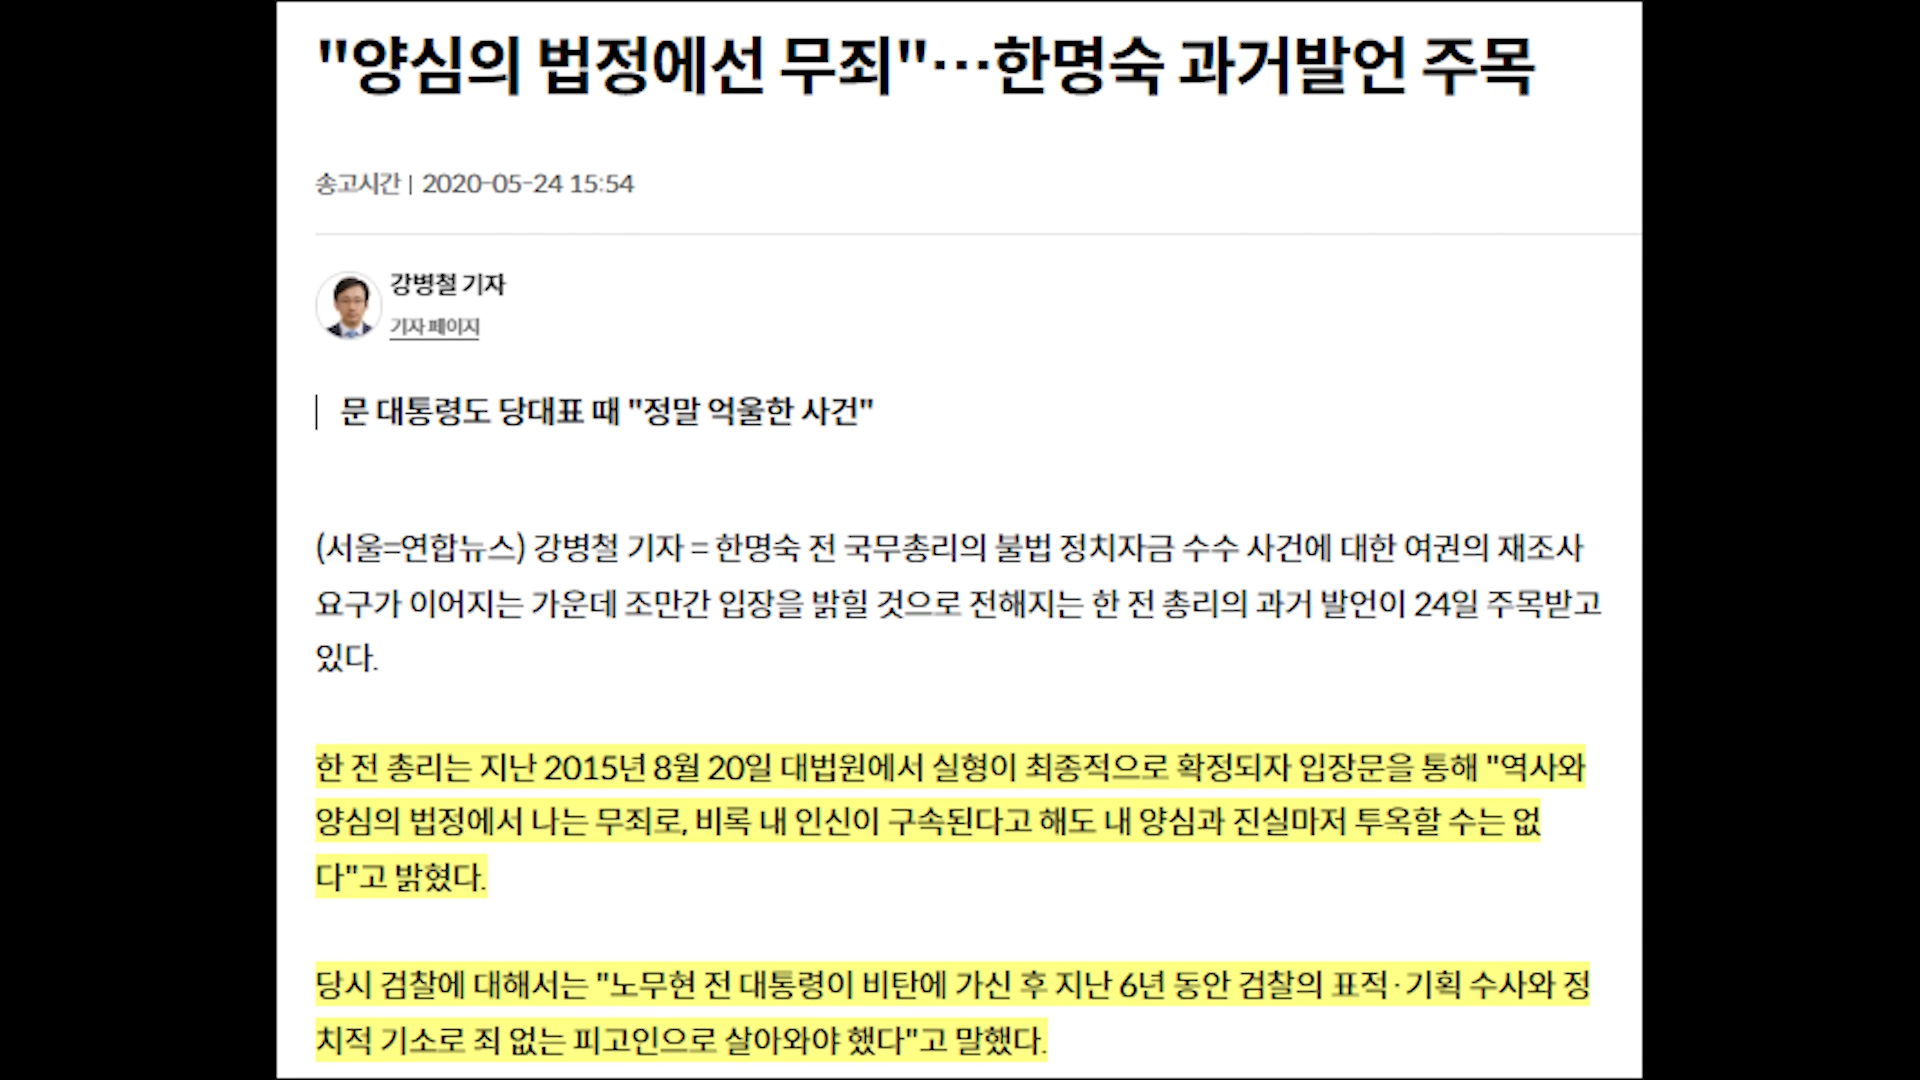 "양심의 법정에선 무죄"…한명숙 과거발언 주목
송고시간 | 2020-05-24 15:54
강병철 기자
기자 페이지
문 대통령도 당대표 때 "정말 억울한 사건"
(서울=연합뉴스) 강병철 기자 = 한명숙 전 국무총리의 불법 정치자금 수수 사건에 대한 여권의 재조사
요구가 이어지는 가운데 조만간 입장을 밝힐 것으로 전해지는 한 전 총리의 과거 발언이 24일 주목받고
있다.
한 전 총리는 지난 2015년 8월 20일 대법원에서 실형이 최종적으로 확정되자 입장문을 통해 "역사와
양심의 법정에서 나는 무죄로, 비록 내 인신이 구속된다고 해도 내 양심과 진실마저 투옥할 수는 없
다"고 밝혔다.
당시 검찰에 대해서는 "노무현 전 대통령이 비탄에 가신 후 지난 6년 동안 검찰의 표적·기획 수사와 정
치적 기소로 죄 없는 피고인으로 살아와야 했다"고 말했다.